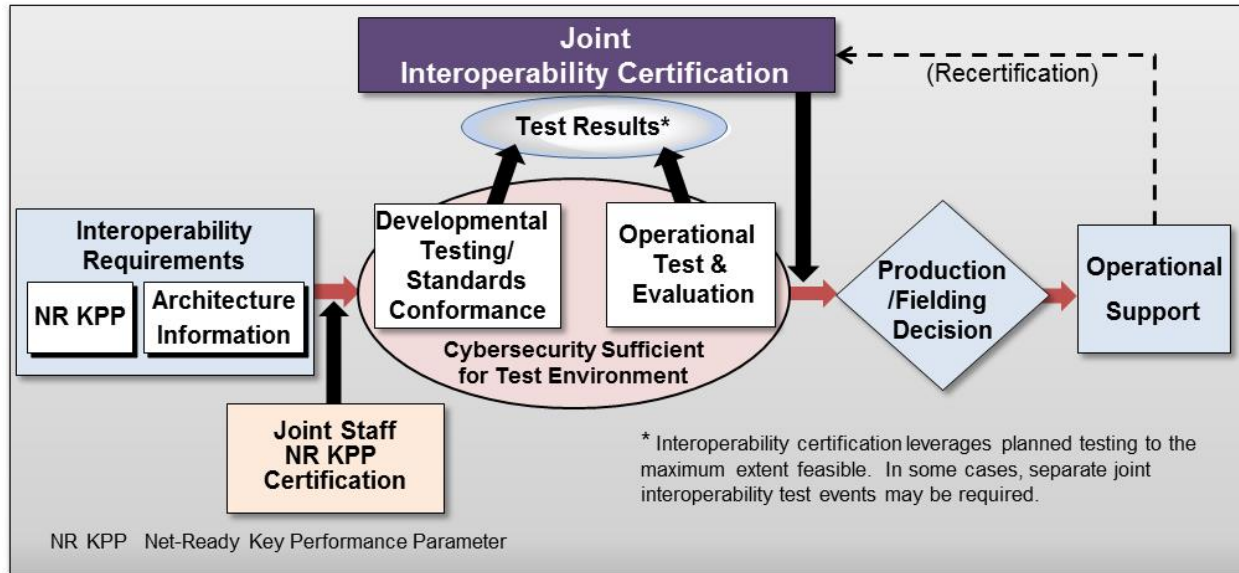 Joint
Interoperability Certification
(Recertification)
Test Results*
Interoperability
Requirements
NR KPP
Architecture
Information
Developmental
Testing/
Standards
Conformance
Operational
Test &
Evaluation
Cybersecurity Sufficient
for Test Environment
Production
/Fielding
Decision
Operational
Support
Joint Staff
NR KPP
Certification
* Interoperability certification leverages planned testing to the
maximum extent feasible. In some cases, separate joint
interoperability test events may be required.
NR KPP Net-Ready Key Performance Parameter